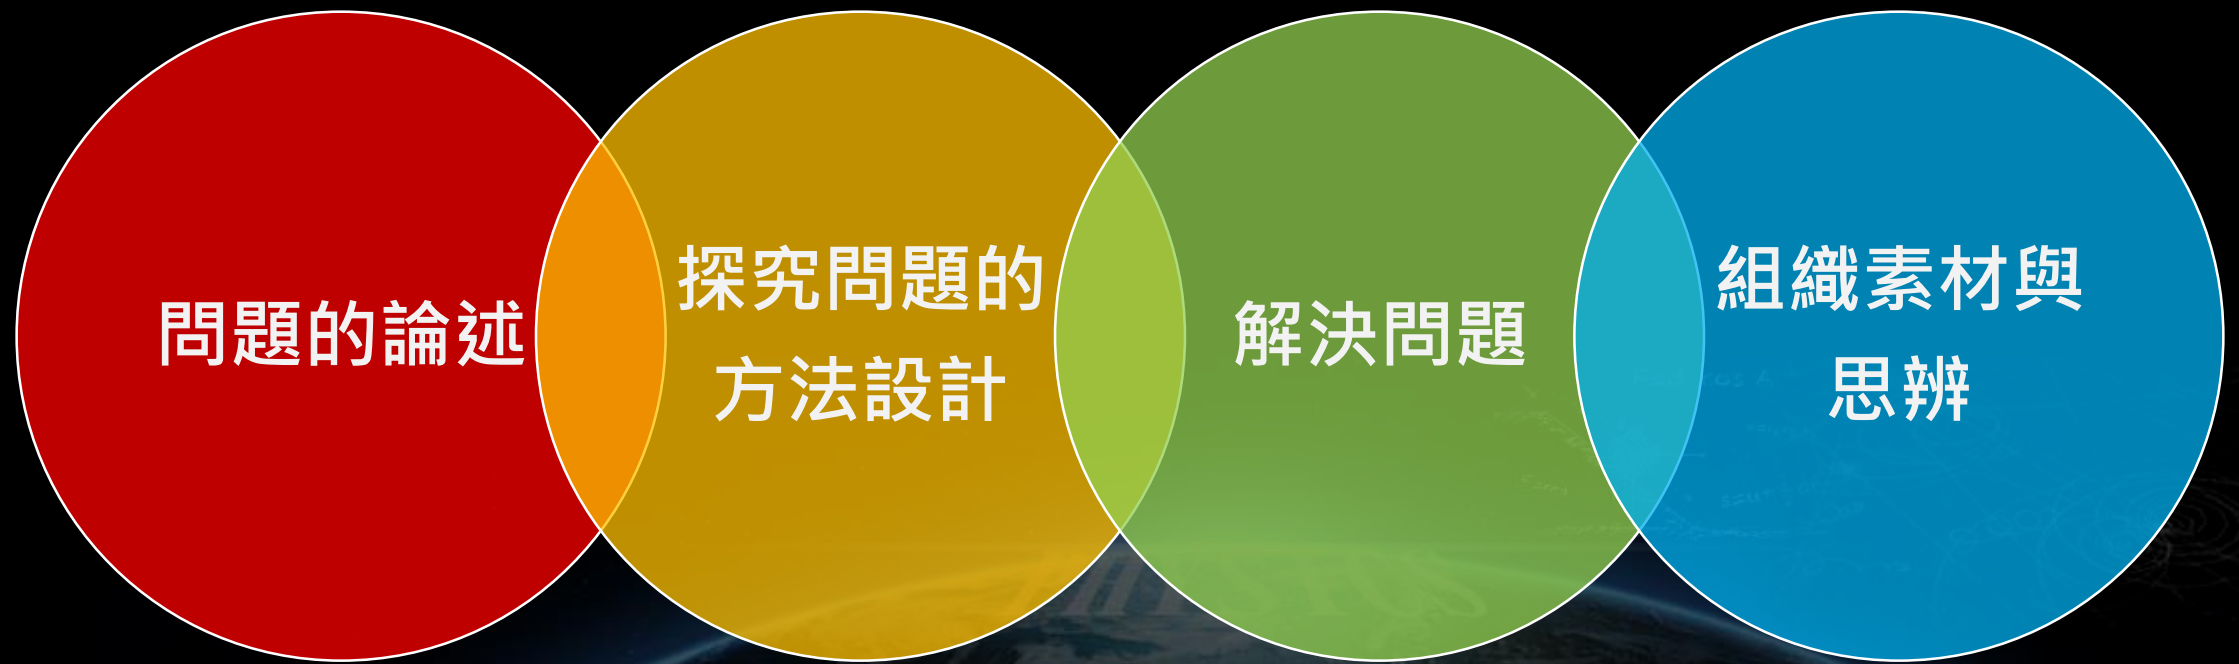 問題的論述
探究問題的
方法設計
解決問題
組織素材與
思辨